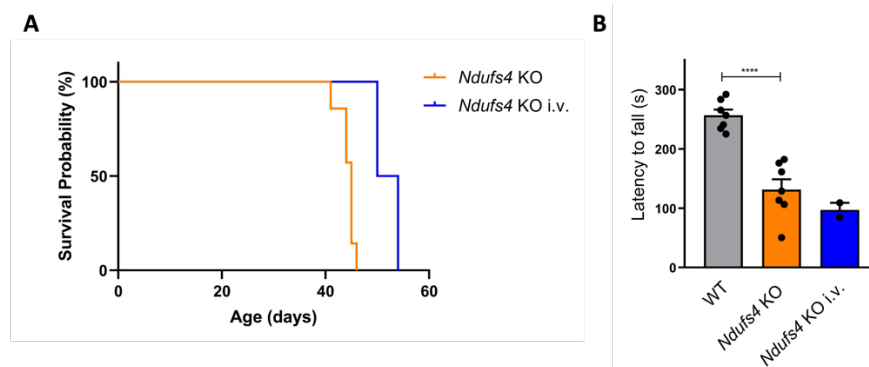 A
Survival Probability (%)
100
50
0
0
20
40
60
Age (days)
Ndufs4 KO
Ndufs4 KO i.v.
B
Latency to fall (s)
300
200
100
0
****
WT
Ndufs4 KO
Ndufs4 KO i.v.